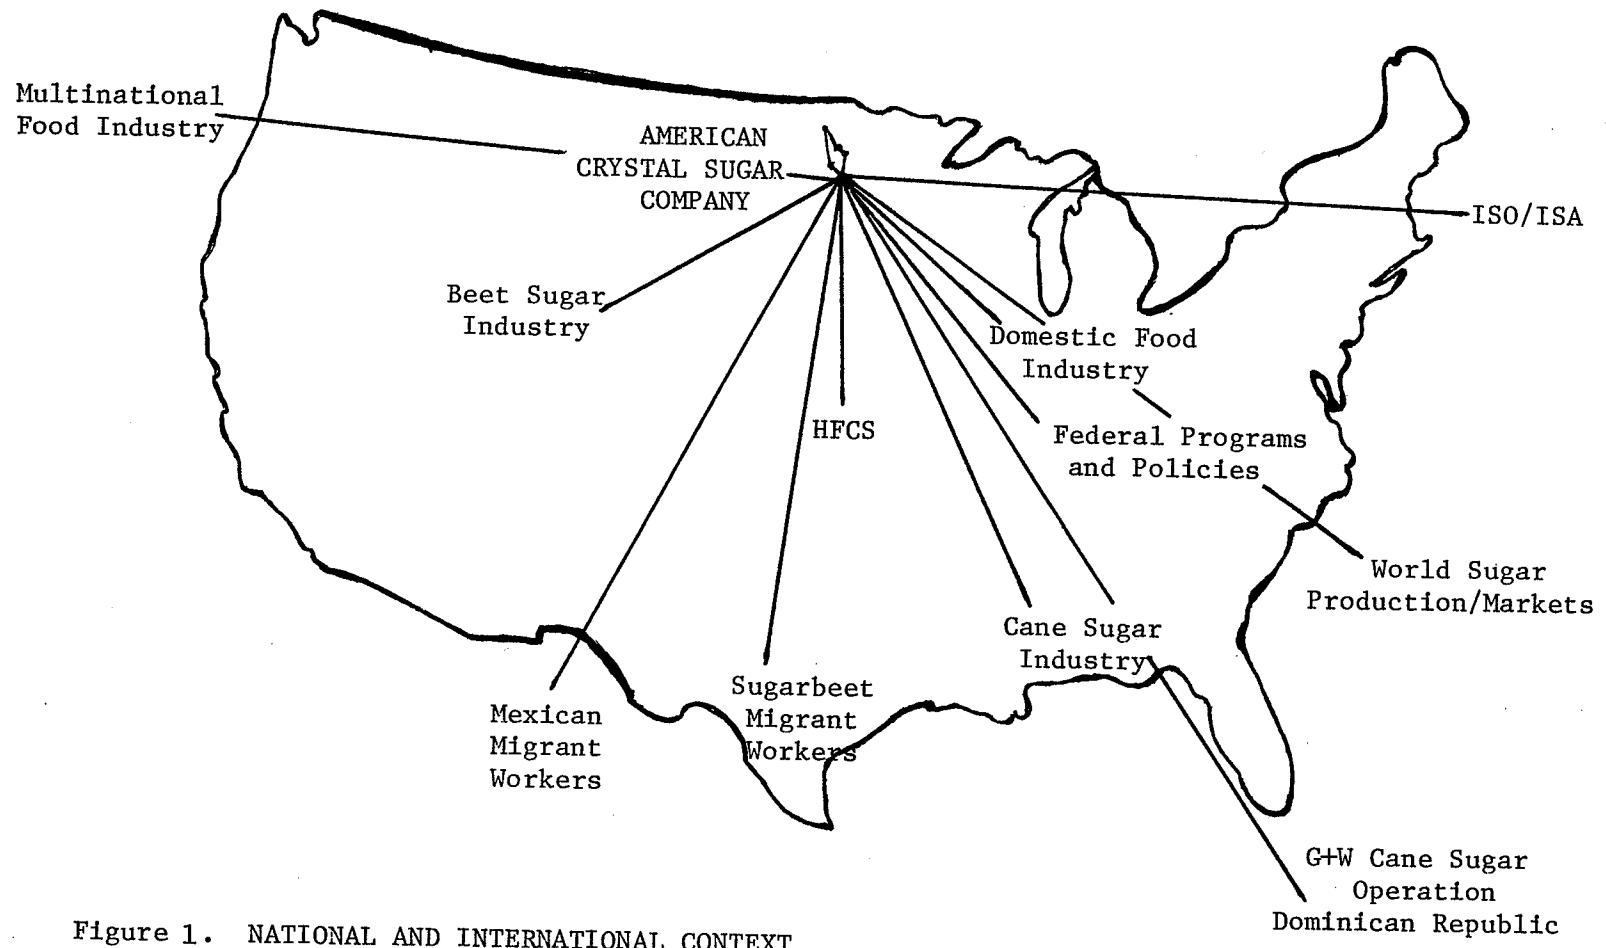 Multinational
Food Industry
AMERICAN
CRYSTAL SUGAR
COMPANY
ISO/ISA
Beet Sugar
Industry
Domestic Food
Industry
HFCS
Federal Programs
and Policies
World Sugar
Production/Markets
Cane Sugar
Industry
Sugarbeet
Migrant
Workers
Mexican
Migrant
Workers
G+W Cane Sugar
Operation
Dominican Republic
Figure 1. NATIONAL AND INTERNATIONAL CONTEXT